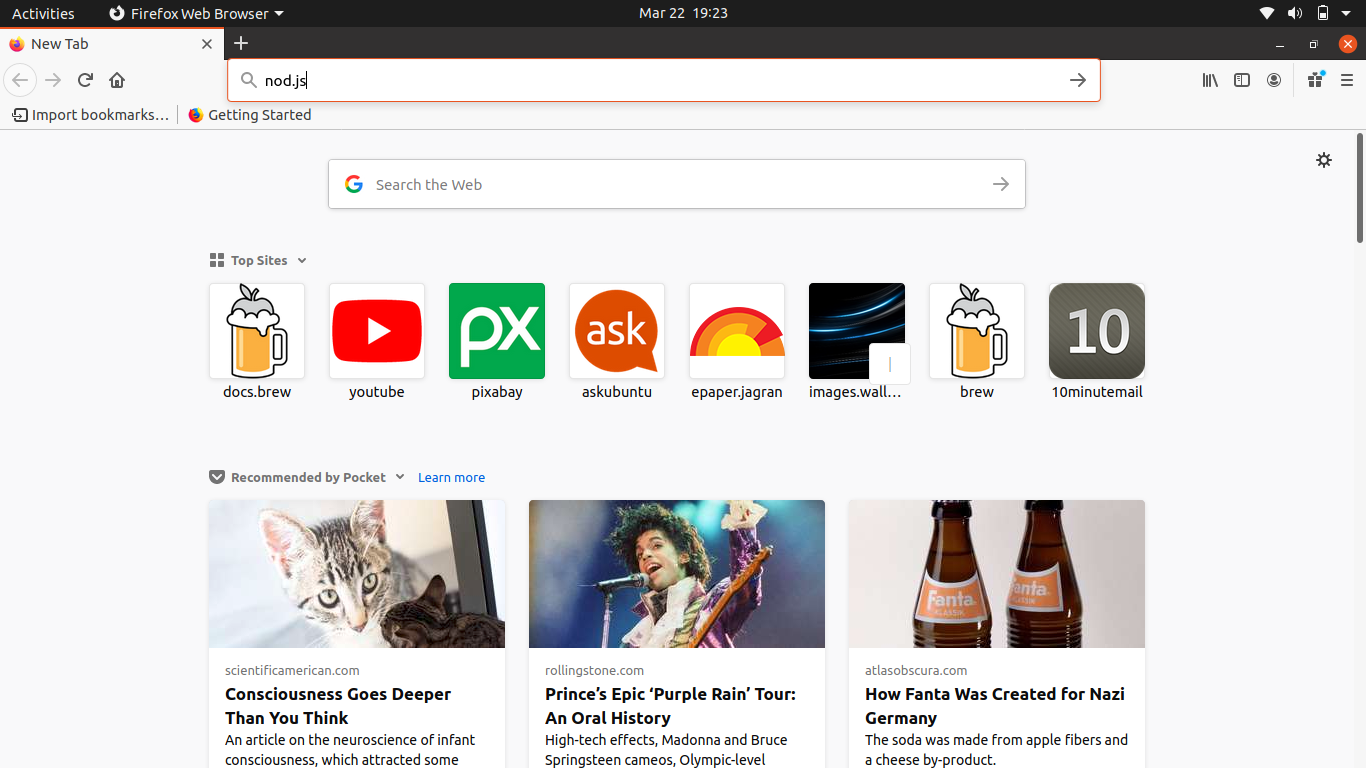 Activities
Firefox Web Browser
Mar 22 19:23
New Tab
nod.js
Import bookmarks…
Getting Started
Search the Web
Top Sites
px
ask
10
docs.brew
youtube
pixabay
askubuntu
epaper.jagran
images.wall…
brew
10minutemail
Recommended by Pocket
Learn more
Fanta
KLASSIK
Fanta
KLASSIK
scientificamerican.com
Consciousness Goes Deeper
Than You Think
An article on the neuroscience of infant
consciousness, which attracted some
rollingstone.com
Prince’s Epic ‘Purple Rain’ Tour:
An Oral History
High-tech effects, Madonna and Bruce
Springsteen cameos, Olympic-level
atlasobscura.com
How Fanta Was Created for Nazi
Germany
The soda was made from apple fibers and
a cheese by-product.